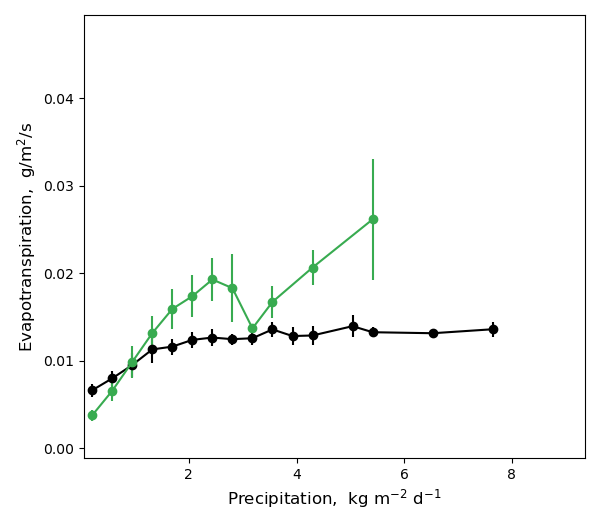 Evapotranspiration, g/m²/s
0.04
0.03
0.02
0.01
0.00
2 4 6 8
Precipitation, kg m⁻² d⁻¹